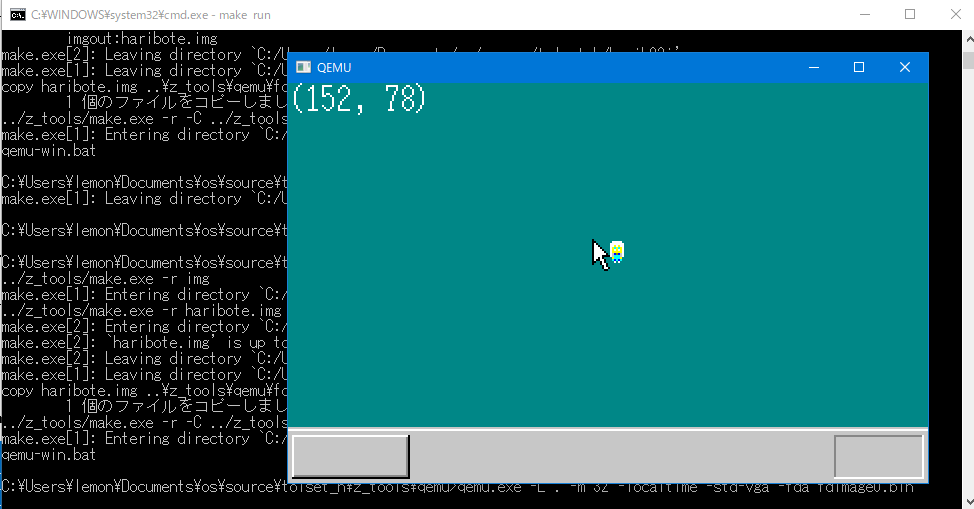 C:¥WINDOWS¥system32¥cmd.exe - make run
imgout:haribote.img
make.exe[2]: Leaving directory `C:/
make.exe[1]: Leaving directory `C:/U
copy haribote.img ..¥z_tools¥qemu¥fd
1 個のファイルをコピーしまし
../z_tools/make.exe -r -C ../z_tools
make.exe[1]: Entering directory `C:/
qemu-win.bat
C:¥Users¥lemon¥Documents¥os¥source¥t
make.exe[1]: Leaving directory `C:/U
C:¥Users¥lemon¥Documents¥os¥source¥t
C:¥Users¥lemon¥Documents¥os¥source¥t
../z_tools/make.exe -r img
make.exe[1]: Entering directory `C:/
../z_tools/make.exe -r haribote.img
make.exe[2]: Entering directory `C:/
make.exe[2]: `haribote.img' is up to
make.exe[2]: Leaving directory `C:/U
make.exe[1]: Leaving directory `C:/U
copy haribote.img ..¥z_tools¥qemu¥fd
1 個のファイルをコピーしまし
../z_tools/make.exe -r -C ../z_tools
make.exe[1]: Entering directory `C:/
qemu-win.bat
C:¥Users¥lemon¥Documents¥os¥source¥tolset_h¥z_tools¥qemu>qemu.exe -L . -m 32 -localtime -std-vga -fda fdimage0.bin
QEMU
(152, 78)